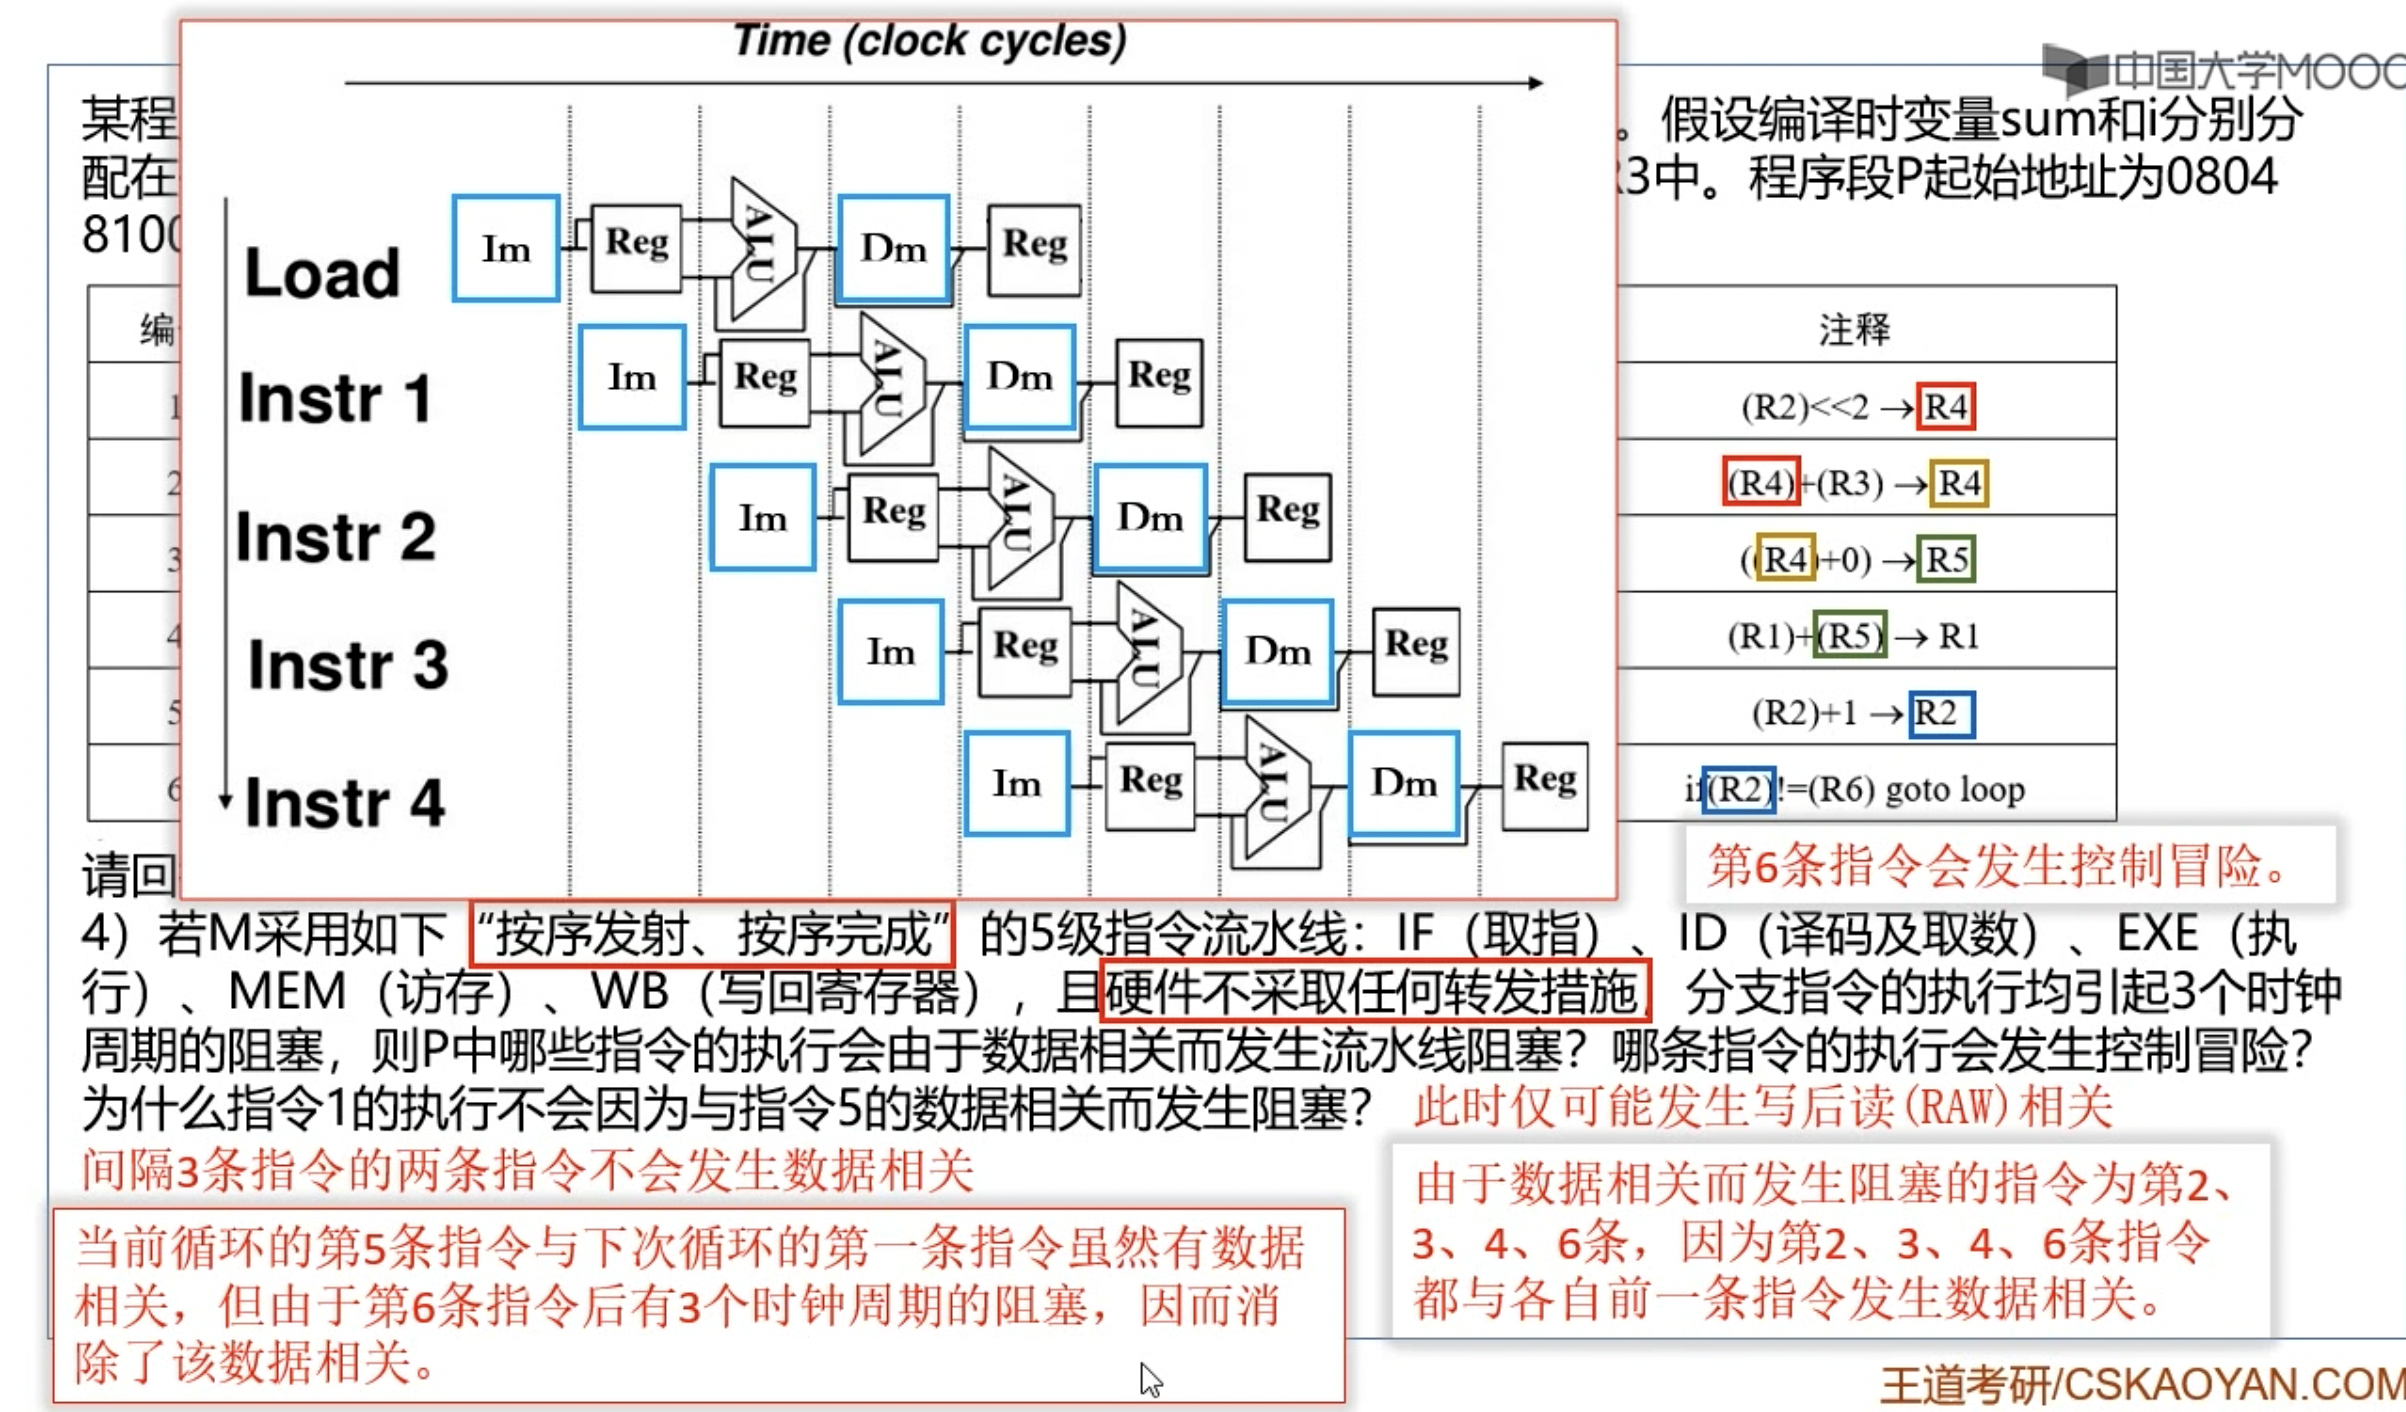 Time (clock cycles)
中国大学MOOC
某程
。假设编译时变量sum和i分别分
配在
R3中。程序段P起始地址为0804
8100
Load
Im Reg ALU Dm Reg
Instr 1
Im Reg ALU Dm Reg
Instr 2
Im Reg ALU Dm Reg
Instr 3
Im Reg ALU Dm Reg
Instr 4
Im Reg ALU Dm Reg
编
注释
1
(R2)<<2 → R4
2
(R4)+(R3) → R4
3
((R4)+0) → R5
4
(R1)+(R5) → R1
5
(R2)+1 → R2
6
if(R2)!=(R6) goto loop
请回
第6条指令会发生控制冒险。
4）若M采用如下“按序发射、按序完成”的5级指令流水线：IF（取指）、ID（译码及取数）、EXE（执
行）、MEM（访存）、WB（写回寄存器），且硬件不采取任何转发措施，分支指令的执行均引起3个时钟
周期的阻塞，则P中哪些指令的执行会由于数据相关而发生流水线阻塞？哪条指令的执行会发生控制冒险？
为什么指令1的执行不会因为与指令5的数据相关而发生阻塞？
此时仅可能发生写后读(RAW)相关
间隔3条指令的两条指令不会发生数据相关
当前循环的第5条指令与下次循环的第一条指令虽然有数据
相关，但由于第6条指令后有3个时钟周期的阻塞，因而消
除了该数据相关。
由于数据相关而发生阻塞的指令为第2、
3、4、6条，因为第2、3、4、6条指令
都与各自前一条指令发生数据相关。
王道考研/CSKAOYAN.COM